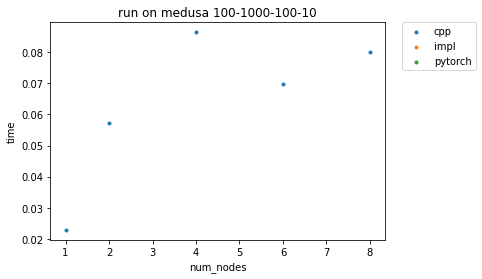 run on medusa 100-1000-100-10
cpp
impl
pytorch
time
0.08
0.07
0.06
0.05
0.04
0.03
0.02
1 2 3 4 5 6 7 8
num_nodes